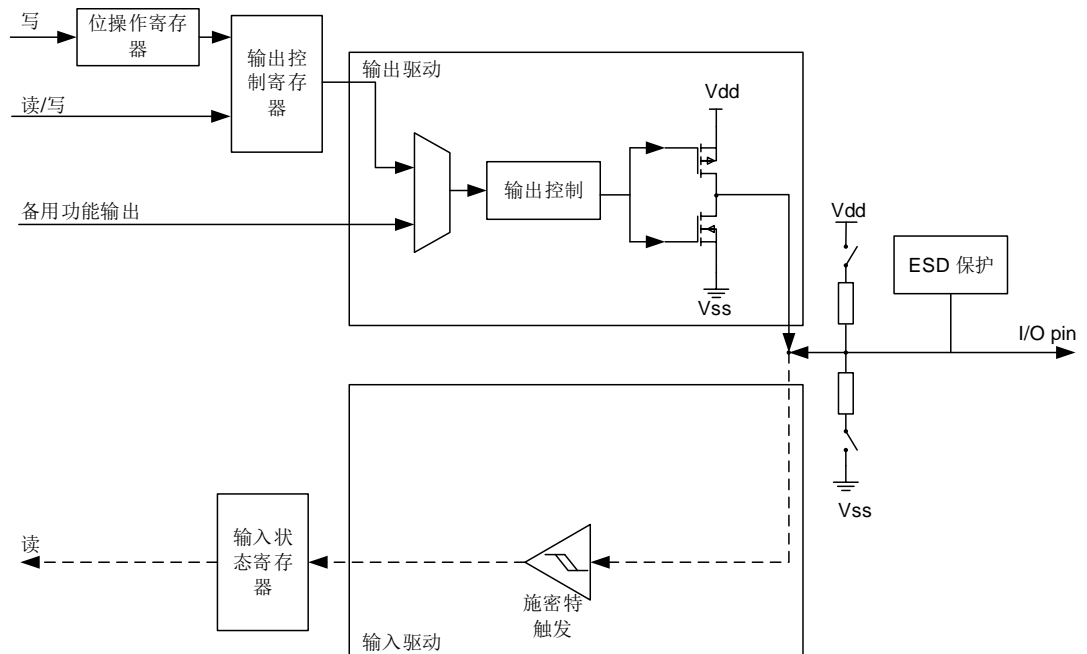 写
位操作寄存
器
输出控
制寄存
器
读/写
备用功能输出
输出驱动
输出控制
Vdd
Vss
Vdd
ESD 保护
I/O pin
Vss
读
输入状
态寄存
器
施密特
触发
输入驱动